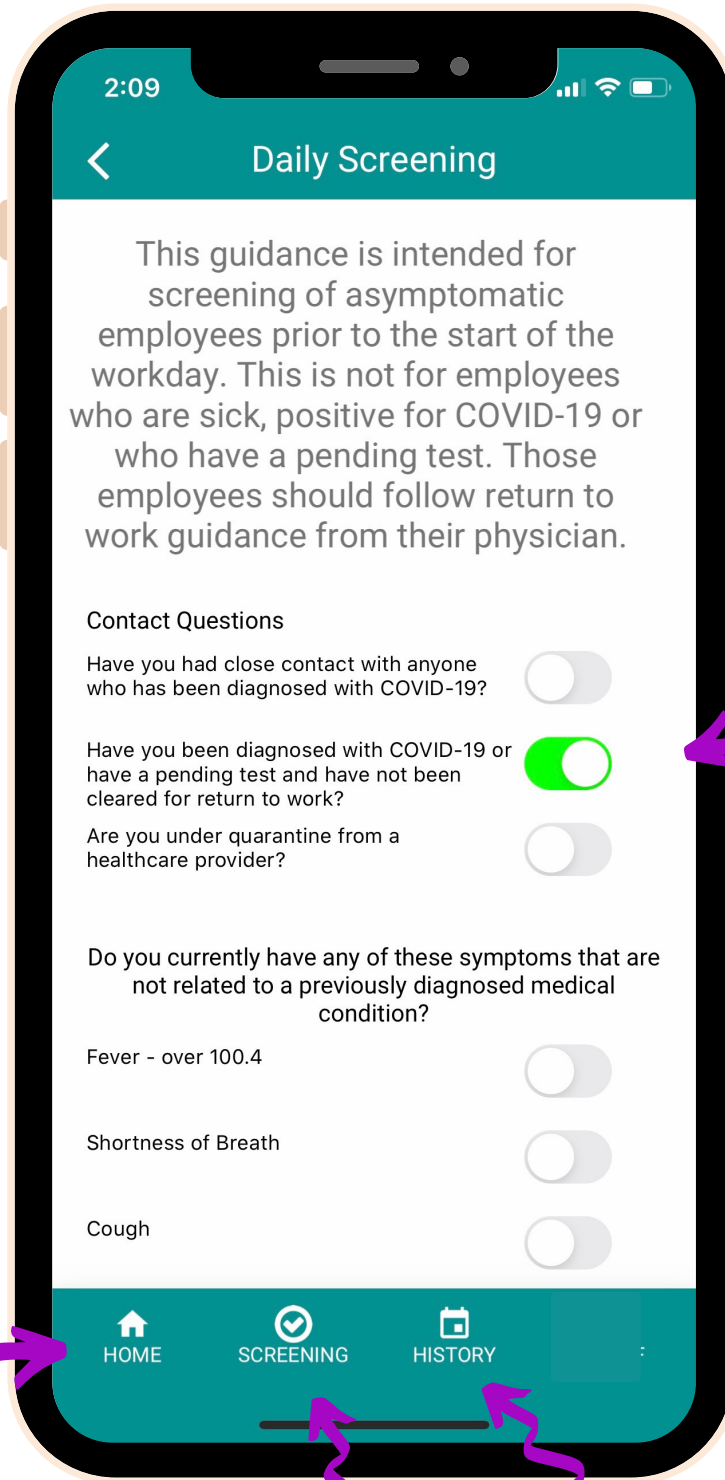 2:09
Daily Screening
This guidance is intended for
screening of asymptomatic
employees prior to the start of the
workday. This is not for employees
who are sick, positive for COVID-19 or
who have a pending test. Those
employees should follow return to
work guidance from their physician.
Contact Questions
Have you had close contact with anyone
who has been diagnosed with COVID-19?
Have you been diagnosed with COVID-19 or
have a pending test and have not been
cleared for return to work?
Are you under quarantine from a
healthcare provider?
Do you currently have any of these symptoms that are
not related to a previously diagnosed medical
condition?
Fever - over 100.4
Shortness of Breath
Cough
HOME
SCREENING
HISTORY